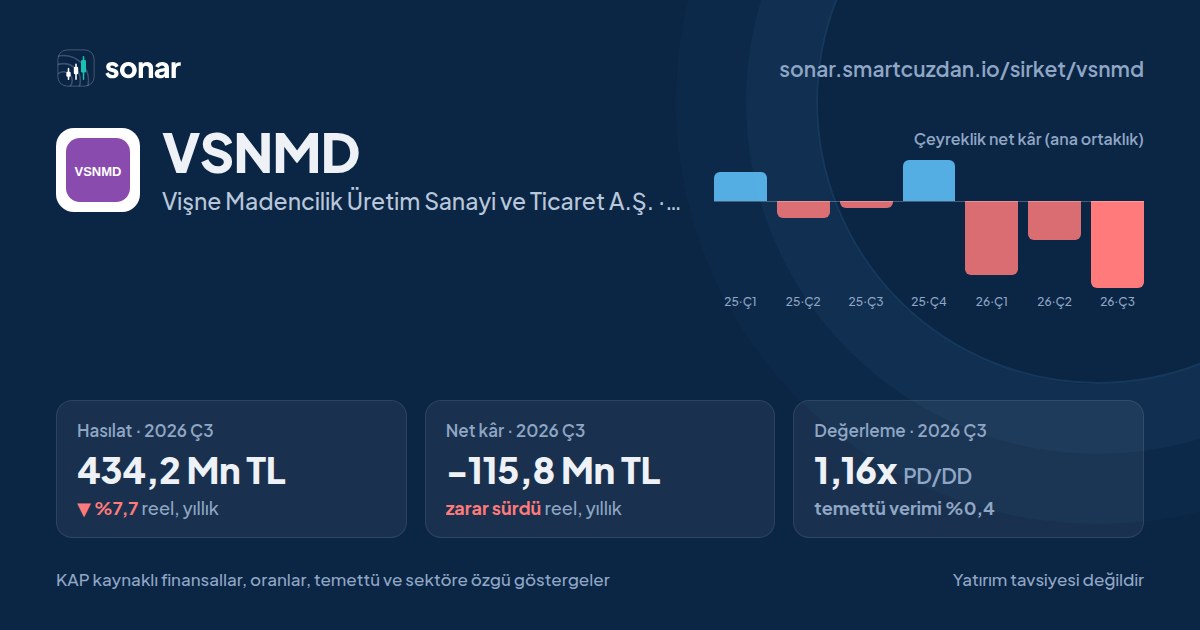 sonar
sonar.smartcuzdan.io/sirket/vsnmd
VSNMD
VSNMD
Vişne Madencilik Üretim Sanayi ve Ticaret A.Ş. ·…
Çeyreklik net kâr (ana ortaklık)
25·Ç1 25·Ç2 25·Ç3 25·Ç4 26·Ç1 26·Ç2 26·Ç3
Hasılat · 2026 Ç3
434,2 Mn TL
▼ %7,7 reel, yıllık
Net kâr · 2026 Ç3
−115,8 Mn TL
zarar sürdü reel, yıllık
Değerleme · 2026 Ç3
1,16x PD/DD
temettü verimi %0,4
KAP kaynaklı finansallar, oranlar, temettü ve sektöre özgü göstergeler
Yatırım tavsiyesi değildir